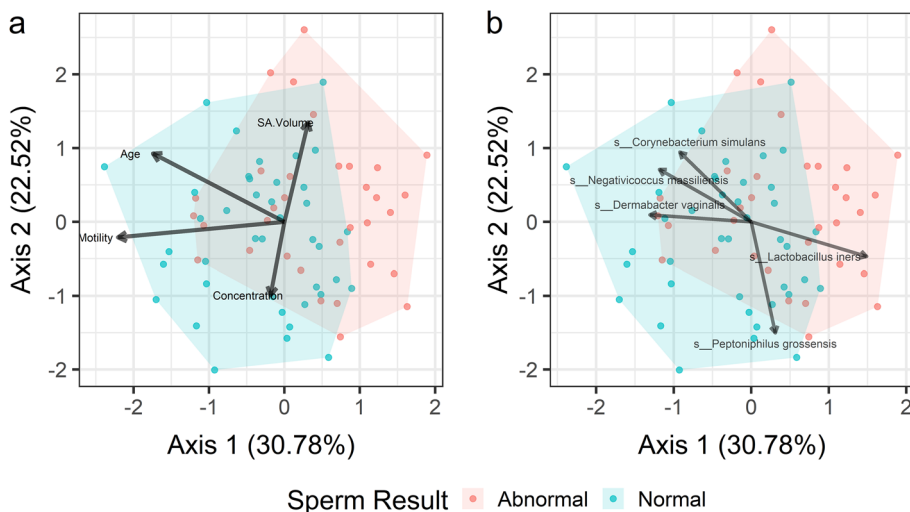 a
b
Axis 2 (22.52%)
2
1
0
-1
-2
SA.Volume
Age
Motility
Concentration
-2
-1
0
1
2
Axis 1 (30.78%)
Axis 2 (22.52%)
2
1
0
-1
-2
s__Corynebacterium simulans
s__Negativicoccus massiliensis
s__Dermabacter vaginalis
s__Lactobacillus iners
s__Peptoniphilus grossensis
-2
-1
0
1
2
Axis 1 (30.78%)
Sperm Result Abnormal Normal